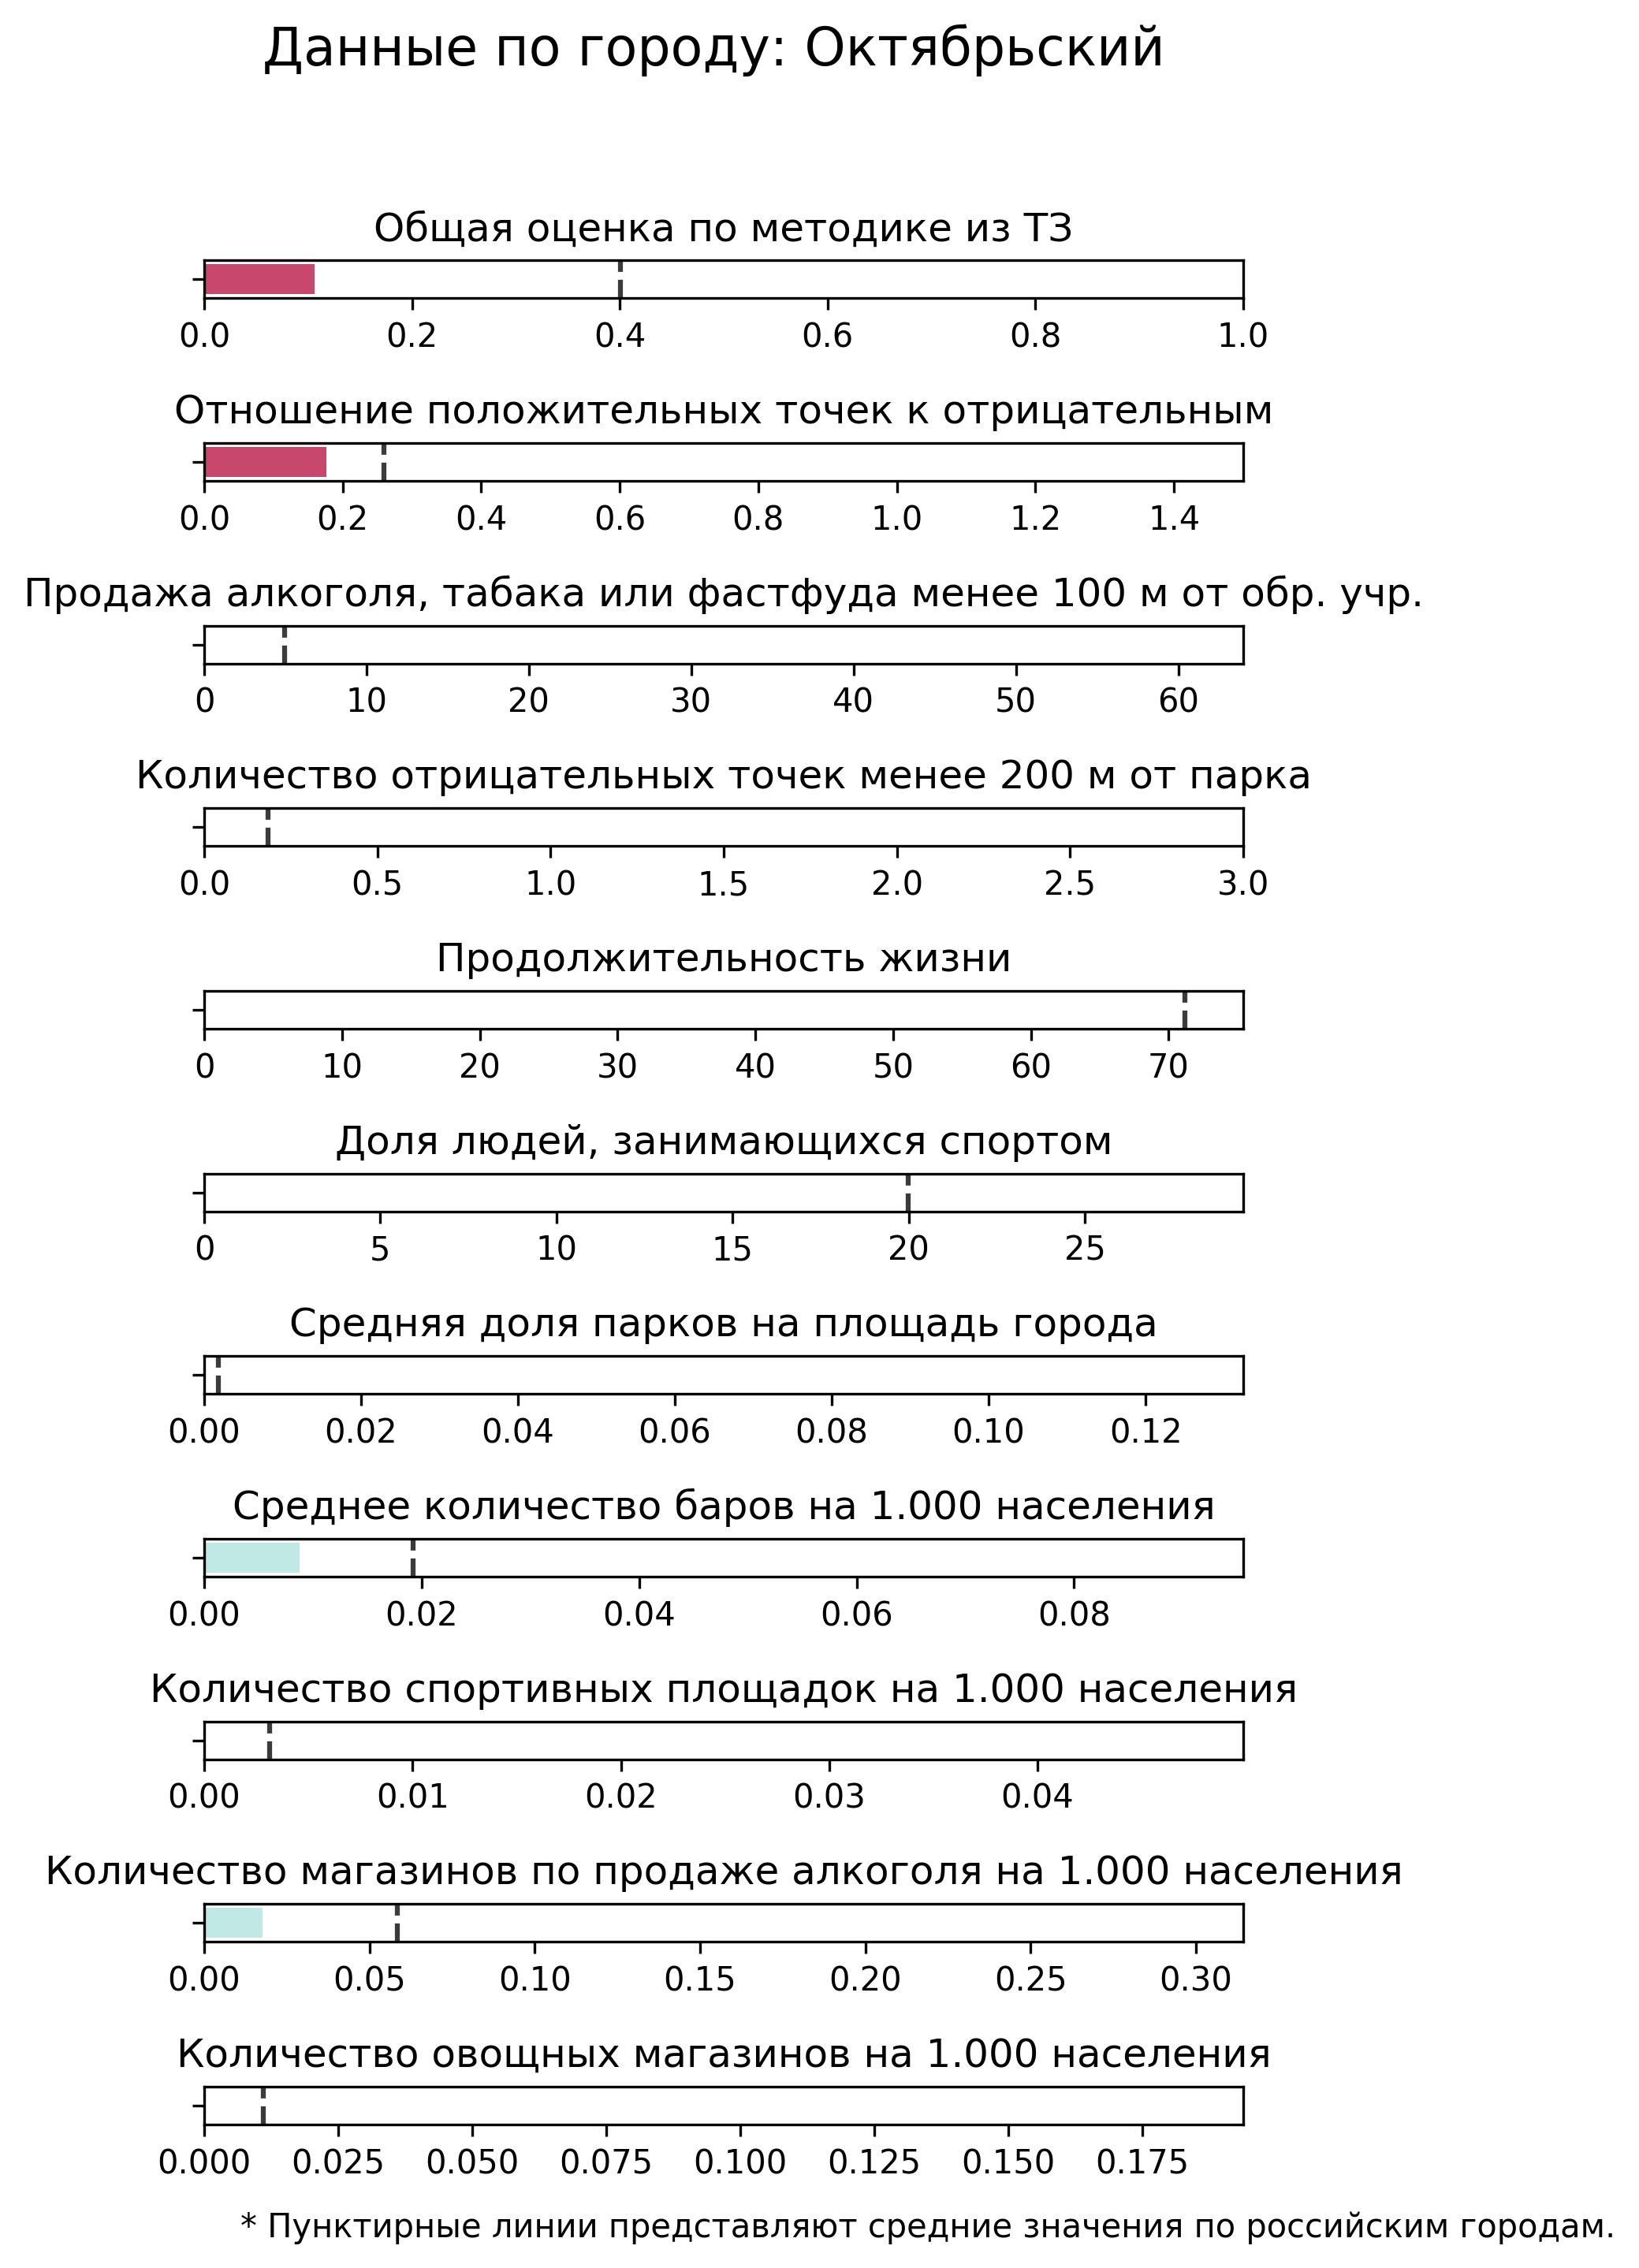 Данные по городу: Октябрьский
Общая оценка по методике из ТЗ
0.0 0.2 0.4 0.6 0.8 1.0
Отношение положительных точек к отрицательным
0.0 0.2 0.4 0.6 0.8 1.0 1.2 1.4
Продажа алкоголя, табака или фастфуда менее 100 м от обр. учр.
0 10 20 30 40 50 60
Количество отрицательных точек менее 200 м от парка
0.0 0.5 1.0 1.5 2.0 2.5 3.0
Продолжительность жизни
0 10 20 30 40 50 60 70
Доля людей, занимающихся спортом
0 5 10 15 20 25
Средняя доля парков на площадь города
0.00 0.02 0.04 0.06 0.08 0.10 0.12
Среднее количество баров на 1.000 населения
0.00 0.02 0.04 0.06 0.08
Количество спортивных площадок на 1.000 населения
0.00 0.01 0.02 0.03 0.04
Количество магазинов по продаже алкоголя на 1.000 населения
0.00 0.05 0.10 0.15 0.20 0.25 0.30
Количество овощных магазинов на 1.000 населения
0.000 0.025 0.050 0.075 0.100 0.125 0.150 0.175
* Пунктирные линии представляют средние значения по российским городам.